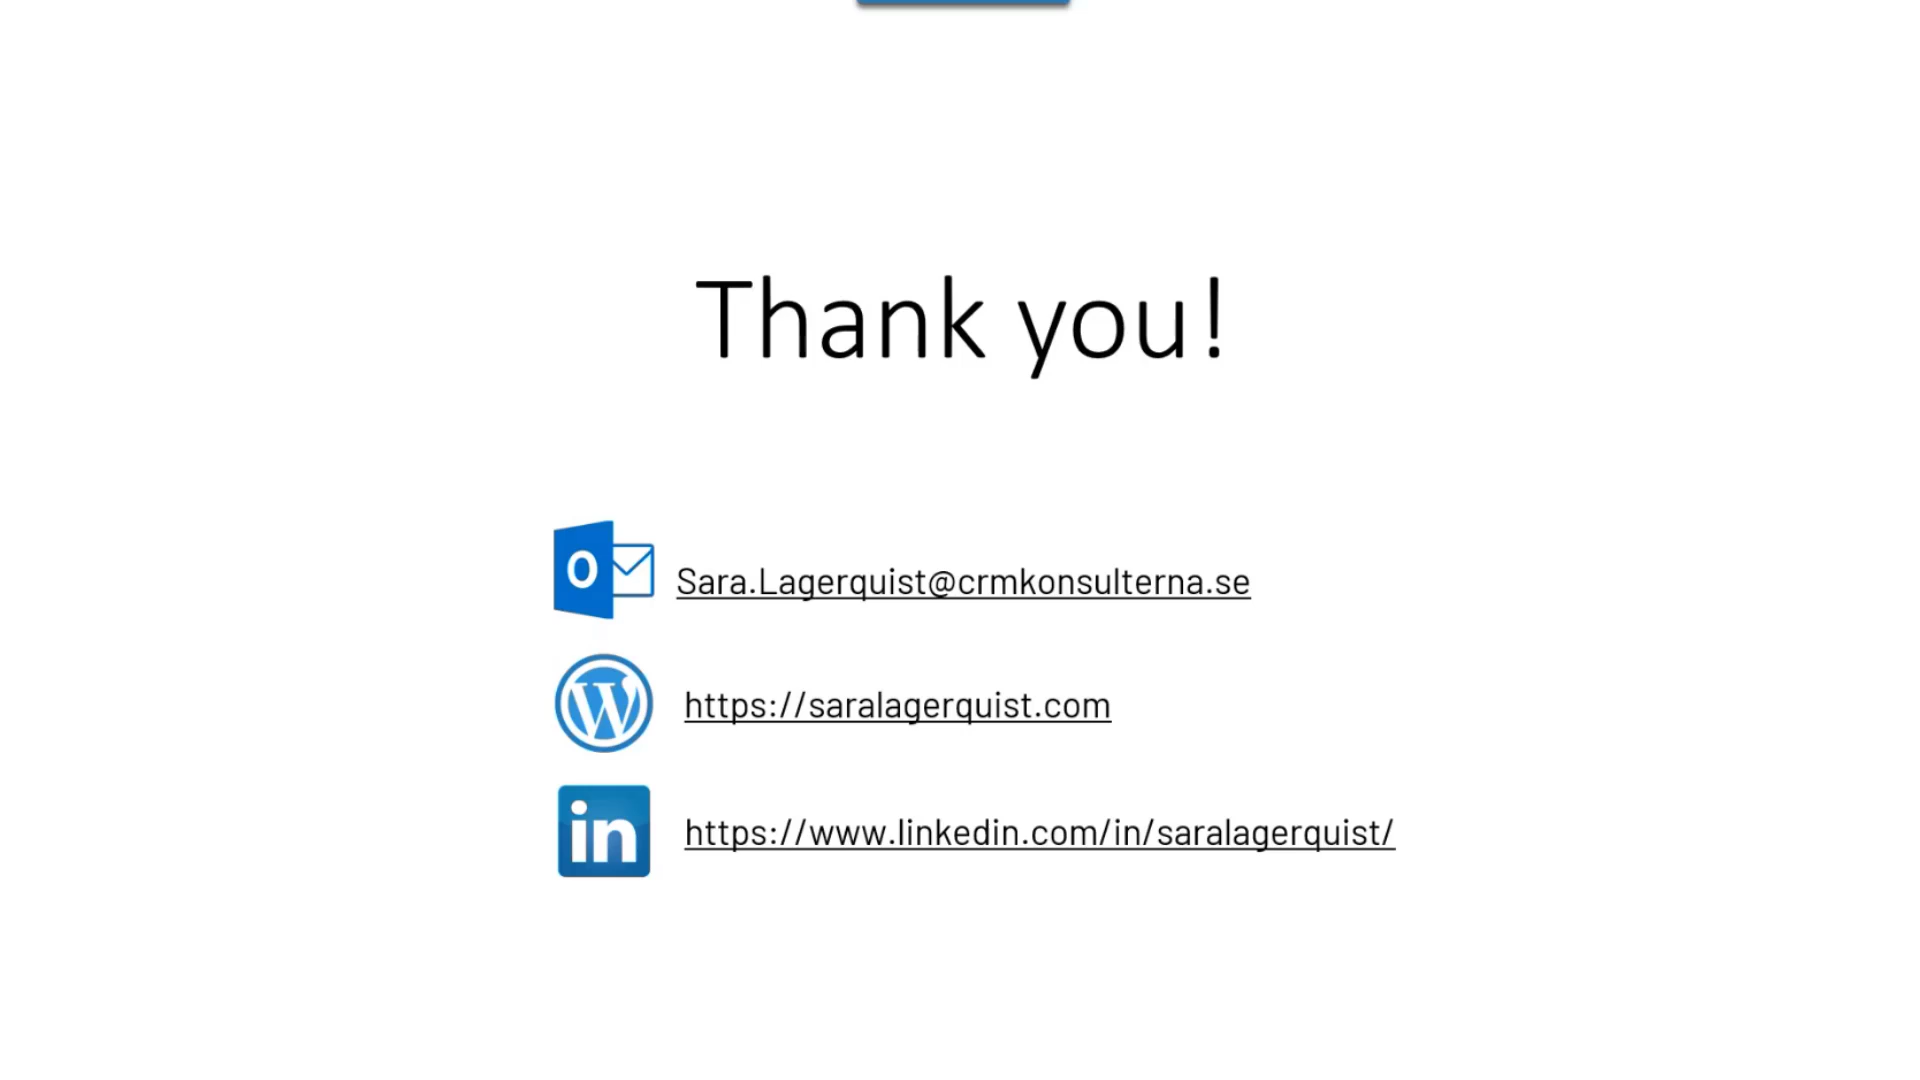 Thank you!
Sara.Lagerquist@crmkonsulterna.se
https://saralagerquist.com
https://www.linkedin.com/in/saralagerquist/